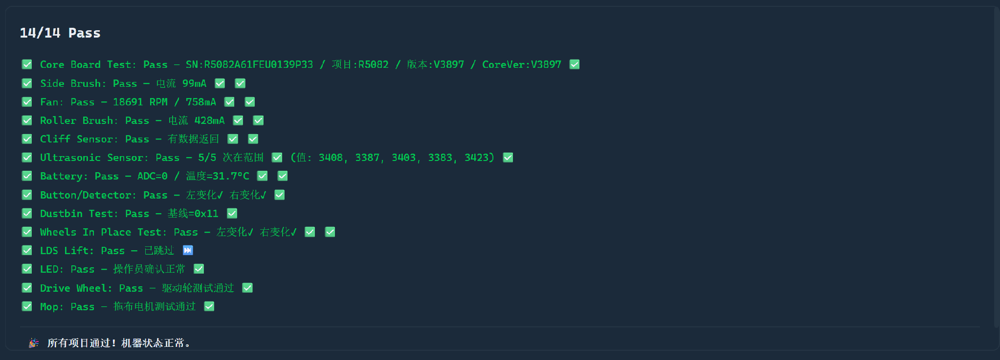 14/14 Pass
✅ Core Board Test: Pass — SN:R5082A61FEU0139P33 / 项目:R5082 / 版本:V3897 / CoreVer:V3897 ✅
✅ Side Brush: Pass — 电流 99mA ✅ ✅
✅ Fan: Pass — 18691 RPM / 758mA ✅ ✅
✅ Roller Brush: Pass — 电流 428mA ✅ ✅
✅ Cliff Sensor: Pass — 有数据返回 ✅ ✅
✅ Ultrasonic Sensor: Pass — 5/5 次在范围 ✅ (值: 3408, 3387, 3403, 3383, 3423) ✅
✅ Battery: Pass — ADC=0 / 温度=31.7°C ✅ ✅
✅ Button/Detector: Pass — 左变化✓ 右变化✓ ✅
✅ Dustbin Test: Pass — 基线=0x11 ✅
✅ Wheels In Place Test: Pass — 左变化✓ 右变化✓ ✅ ✅
✅ LDS Lift: Pass — 已跳过 ⏭
✅ LED: Pass — 操作员确认正常 ✅
✅ Drive Wheel: Pass — 驱动轮测试通过 ✅
✅ Mop: Pass — 拖布电机测试通过 ✅
🎉 所有项目通过！机器状态正常。